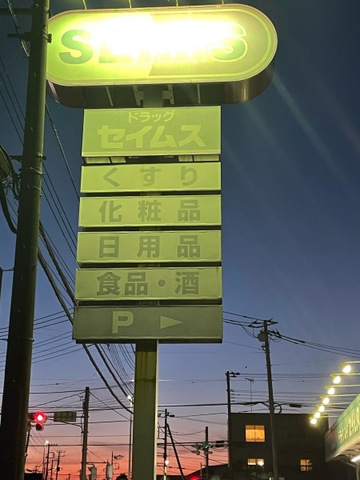 SEIMS
ドラッグ
セイムス
くすり
化粧品
日用品
食品・酒
P ►